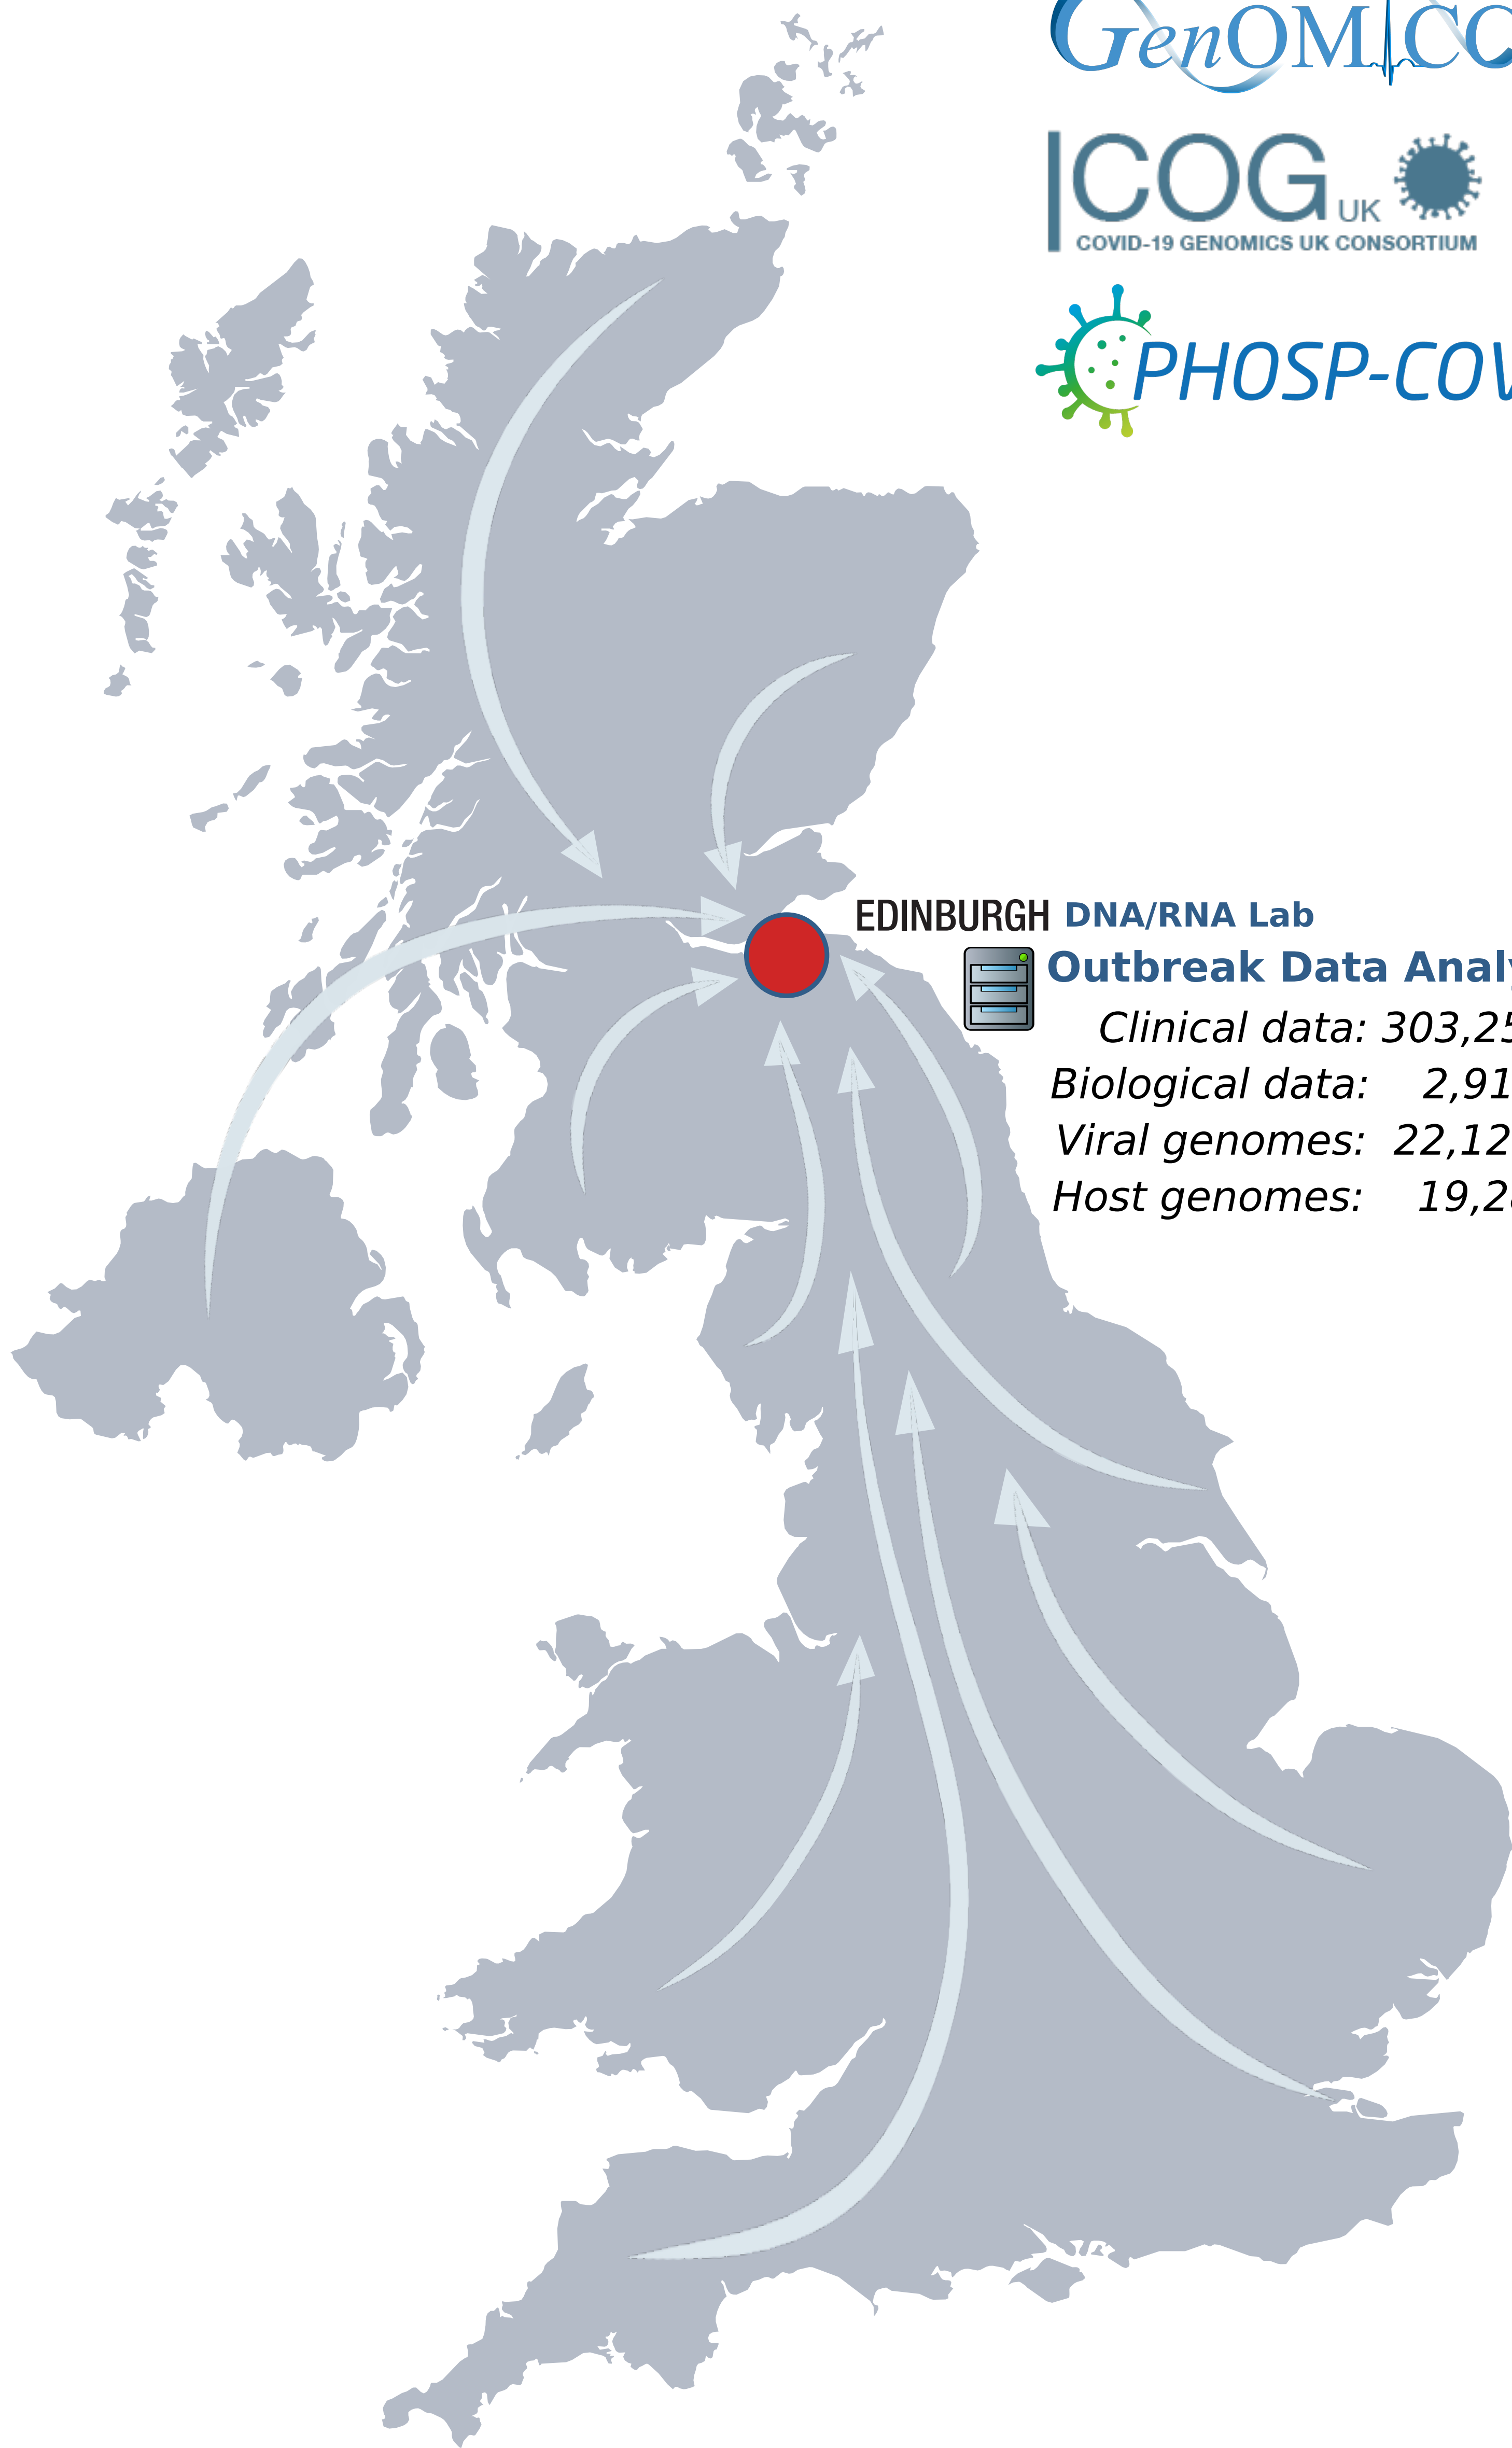 GenOMICC
COG UK
COVID-19 GENOMICS UK CONSORTIUM
PHOSP-COV
EDINBURGH DNA/RNA Lab
Outbreak Data Analy
Clinical data: 303,25
Biological data: 2,91
Viral genomes: 22,12
Host genomes: 19,2